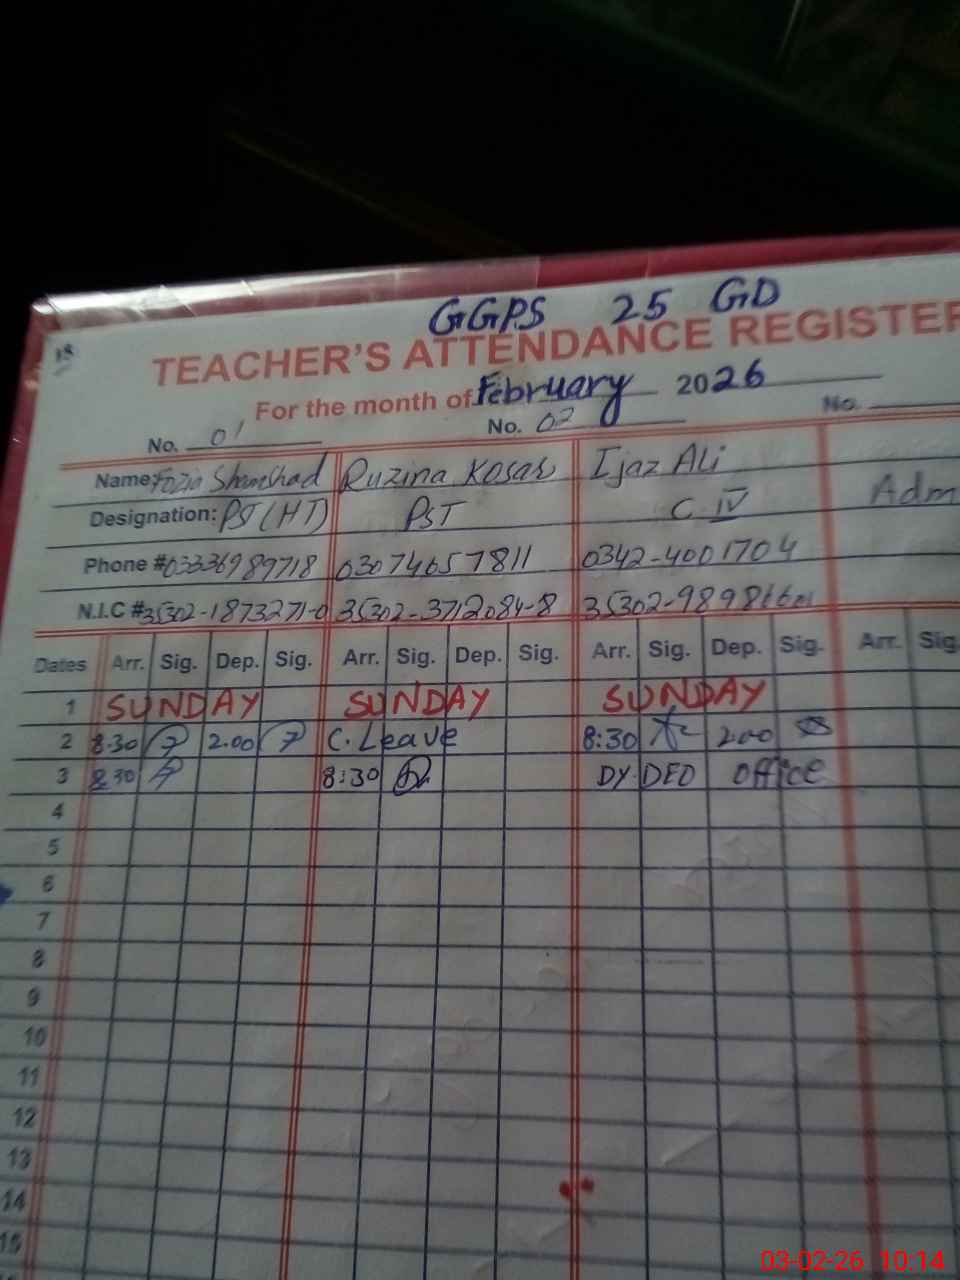 18
GGPS 25 GD
TEACHER'S ATTENDANCE REGISTER
For the month of February 2026
No. 01 No. 02 No.
Name Fozia Shamshad Ruzina Kosar Ijaz Ali
Designation: PST (HT) PST C. IV Adm
Phone # 03336989718 03074657811 0342-4001704
N.I.C # 35302-1873271-0 35302-3712084-8 35302-989866
Dates Arr. Sig. Dep. Sig. Arr. Sig. Dep. Sig. Arr. Sig. Dep. Sig. Arr. Sig.
1 SUNDAY SUNDAY SUNDAY
2 8.30 2.00 C. Leave 8:30 2.00
3 8.30 8:30 DY. DEO office
4
5
6
7
8
9
10
11
12
13
14
15
03-02-26 10:14